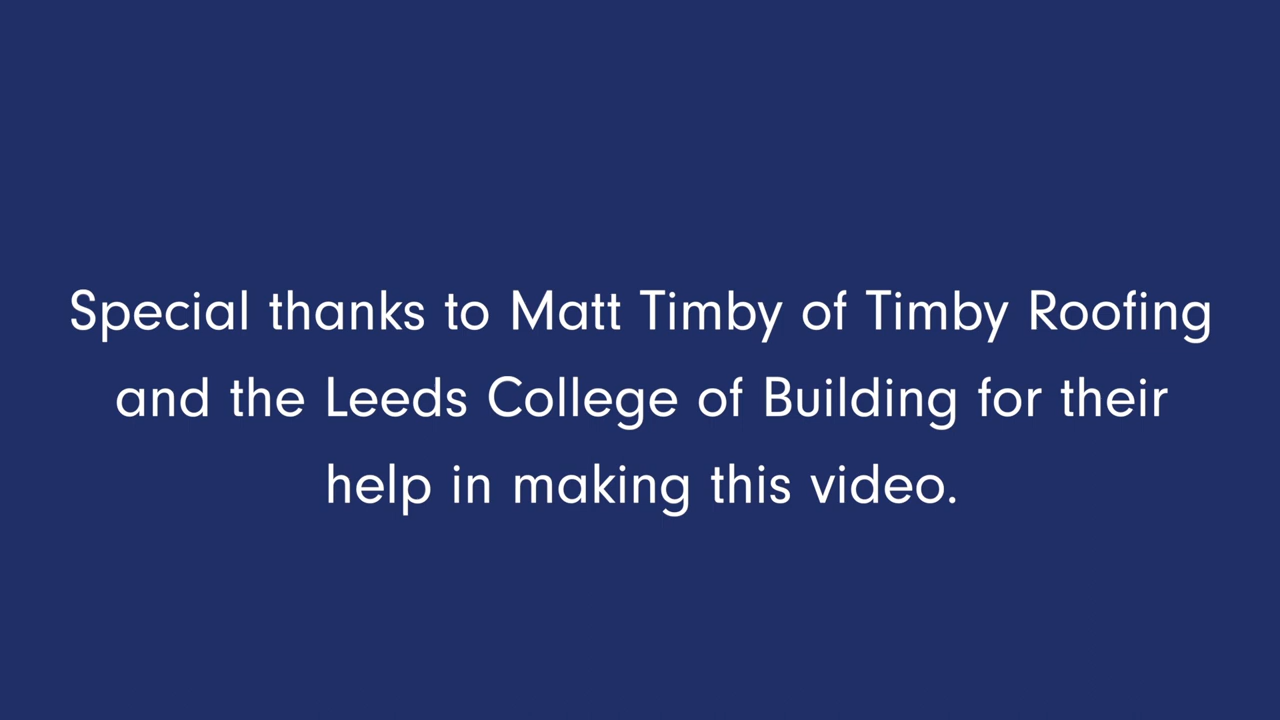 Special thanks to Matt Timby of Timby Roofing
and the Leeds College of Building for their
help in making this video.